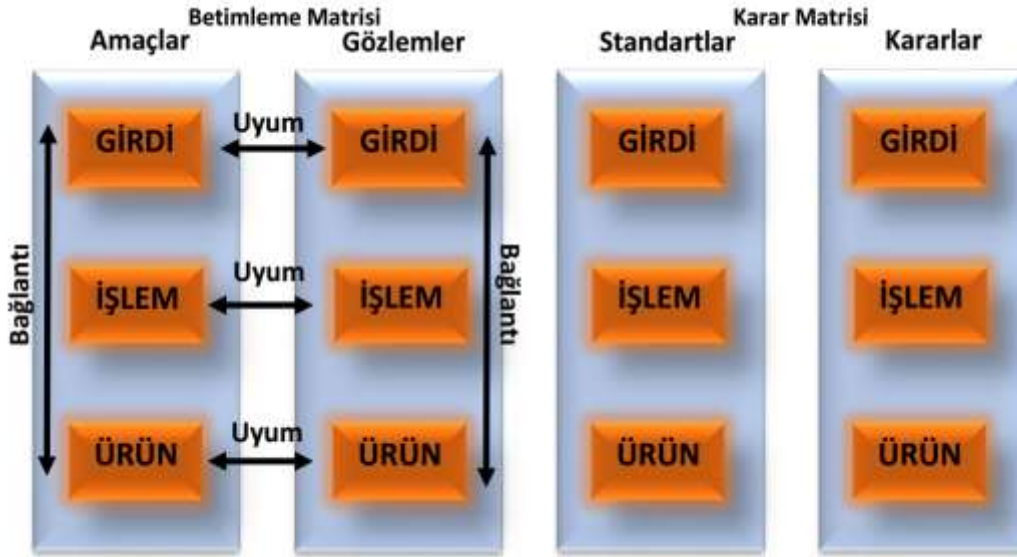 Betimleme Matrisi
Karar Matrisi
Amaçlar
Gözlemler
Standartlar
Kararlar
GİRDİ
Uyum
GİRDİ
GİRDİ
GİRDİ
Bağlantı
Bağlantı
İŞLEM
Uyum
İŞLEM
İŞLEM
İŞLEM
ÜRÜN
Uyum
ÜRÜN
ÜRÜN
ÜRÜN